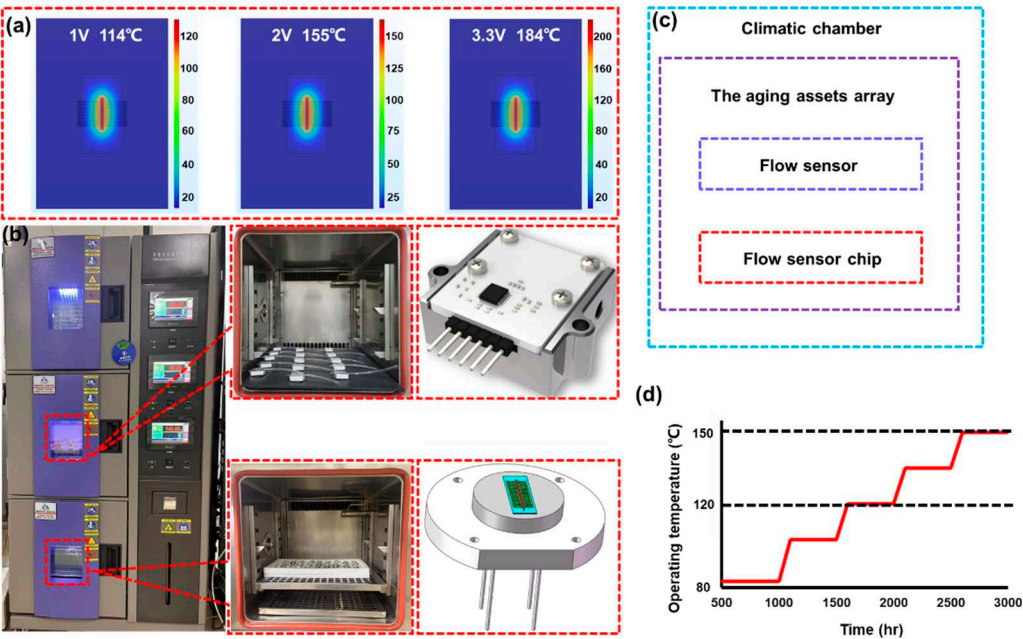 (a)
1V 114℃
120
100
80
60
40
20
2V 155℃
150
125
100
75
50
25
3.3V 184℃
200
160
120
80
40
20
(b)
(c)
Climatic chamber
The aging assets array
Flow sensor
Flow sensor chip
(d)
Operating temperature (℃)
150
120
80
500
1000
1500
2000
2500
3000
Time (hr)